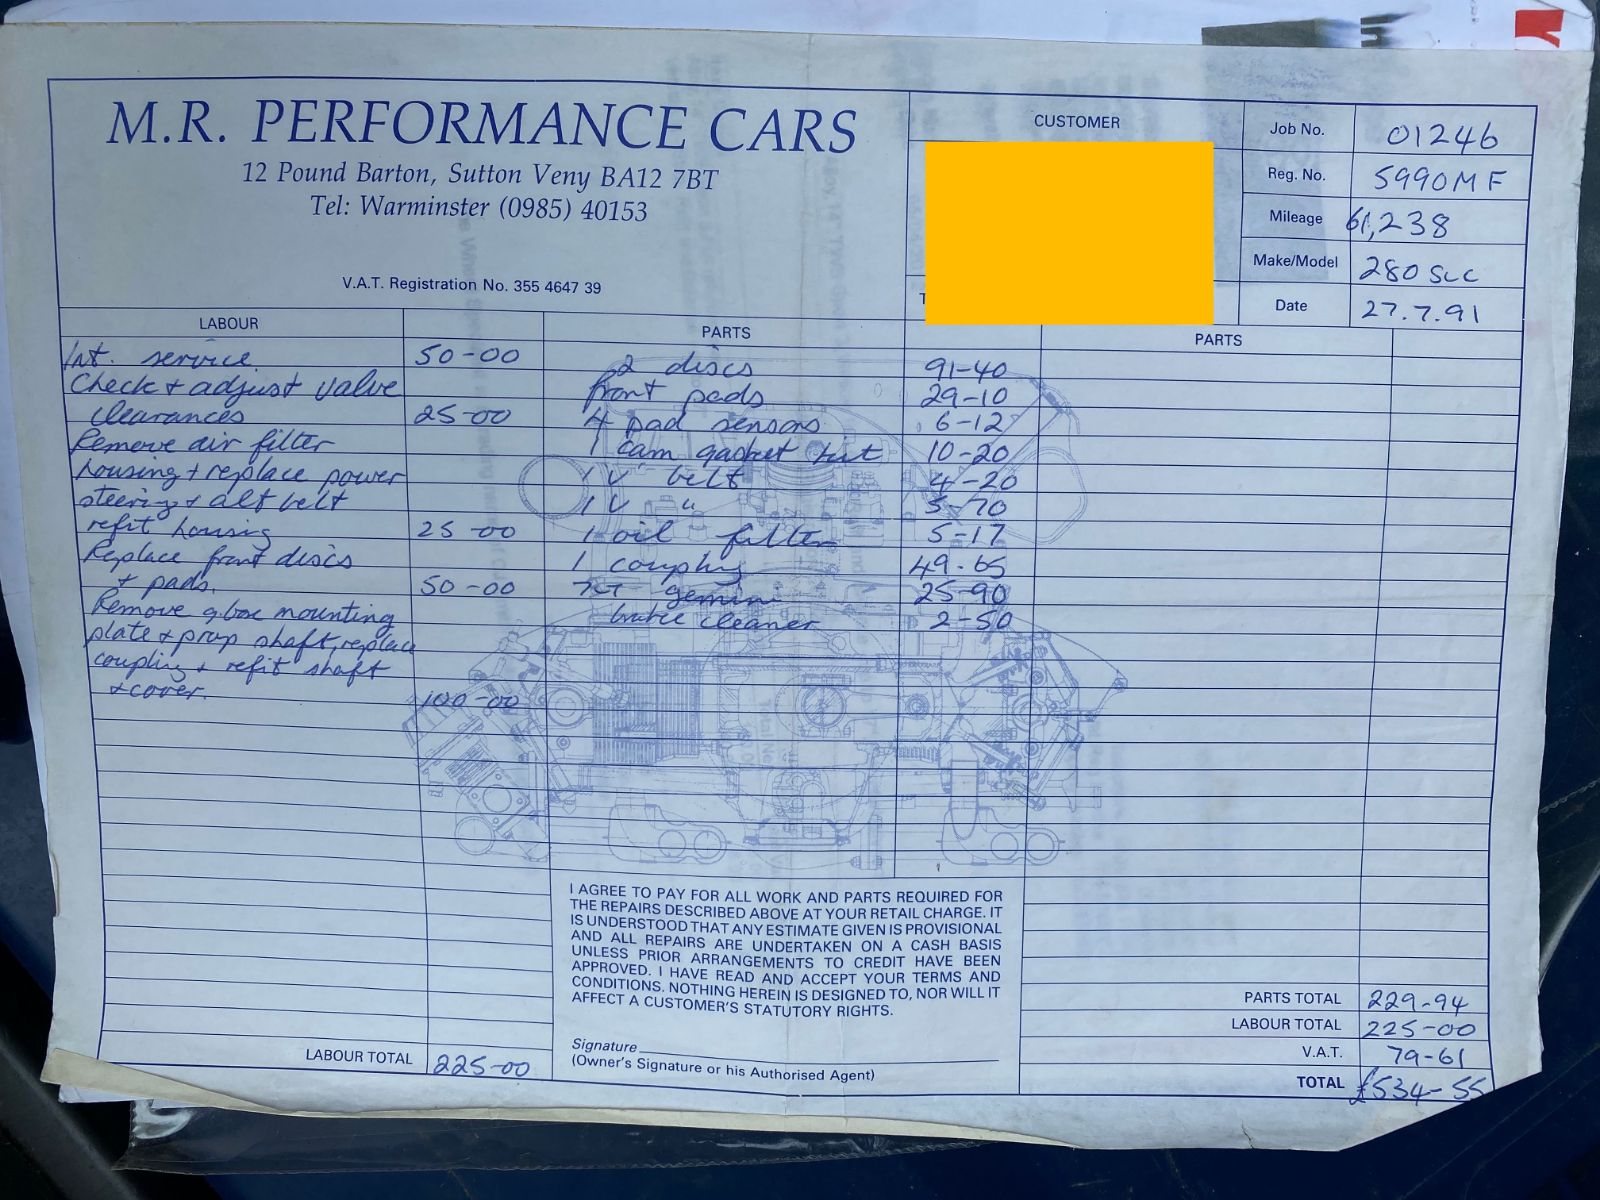 M.R. PERFORMANCE CARS
12 Pound Barton, Sutton Veny BA12 7BT
Tel: Warminster (0985) 40153
V.A.T. Registration No. 355 4647 39
CUSTOMER
Job No. 01246
Reg. No. 5990MF
Mileage 61,238
Make/Model 280 SLC
Date 27.7.91
LABOUR
Int. service 50-00
Check + adjust valve
clearances 25-00
Remove air filter
housing + replace power
steering + alt belt
refit housing 25-00
Replace front discs
+ pads. 50-00
Remove g.box mounting
plate + prop shaft, replace
coupling + refit shaft
+ cover. 100-00
LABOUR TOTAL 225-00
PARTS
2 discs 91-40
front pads 29-10
4 pad sensors 6-12
1 cam gasket kit 10-20
1 V belt 4-20
1 V " 5-70
1 oil filter 5-17
1 coupling 49-65
gemini 25-90
brake cleaner 2-50
I AGREE TO PAY FOR ALL WORK AND PARTS REQUIRED FOR
THE REPAIRS DESCRIBED ABOVE AT YOUR RETAIL CHARGE. IT
IS UNDERSTOOD THAT ANY ESTIMATE GIVEN IS PROVISIONAL
AND ALL REPAIRS ARE UNDERTAKEN ON A CASH BASIS
UNLESS PRIOR ARRANGEMENTS TO CREDIT HAVE BEEN
APPROVED. I HAVE READ AND ACCEPT YOUR TERMS AND
CONDITIONS. NOTHING HEREIN IS DESIGNED TO, NOR WILL IT
AFFECT A CUSTOMER'S STATUTORY RIGHTS.
Signature
(Owner's Signature or his Authorised Agent)
PARTS
PARTS TOTAL 229-94
LABOUR TOTAL 225-00
V.A.T. 79-61
TOTAL £534-55